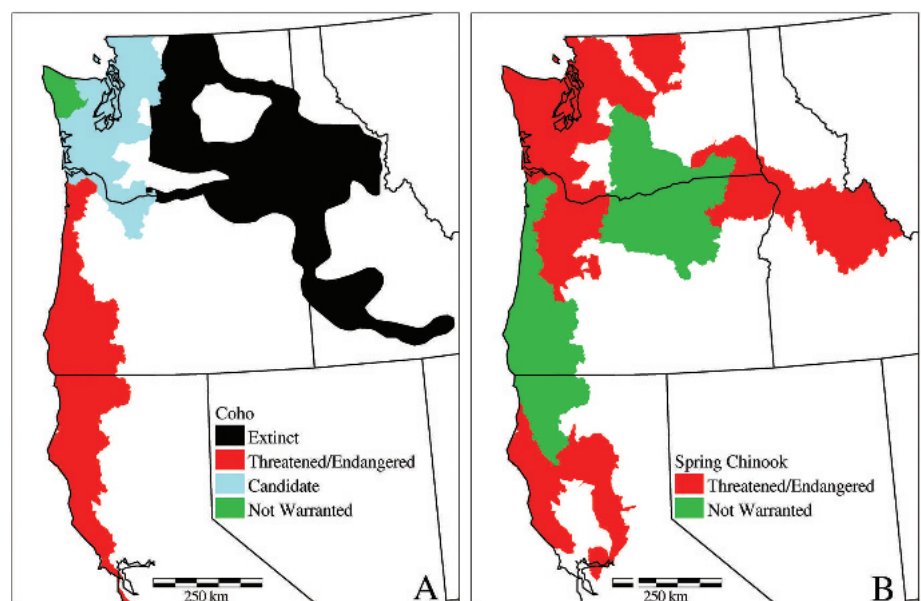 Coho
Extinct
Threatened/Endangered
Candidate
Not Warranted
250 km
A
Spring Chinook
Threatened/Endangered
Not Warranted
250 km
B